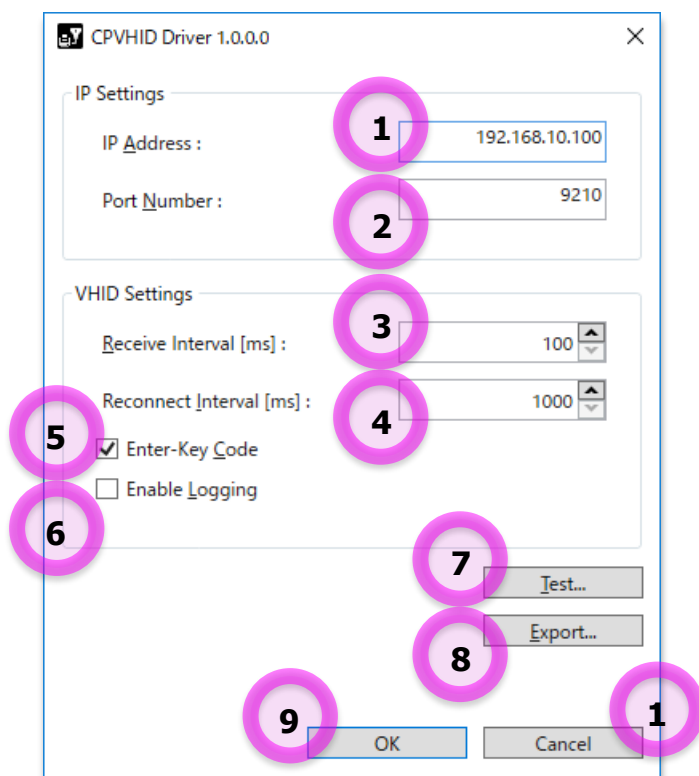 CPVHID Driver 1.0.0.0
IP Settings
1
IP Address :
192.168.10.100
Port Number :
9210
2
VHID Settings
3
Receive Interval [ms] :
100
Reconnect Interval [ms] :
1000
4
5
Enter-Key Code
Enable Logging
6
7
Test...
Export...
8
9
OK
Cancel
1